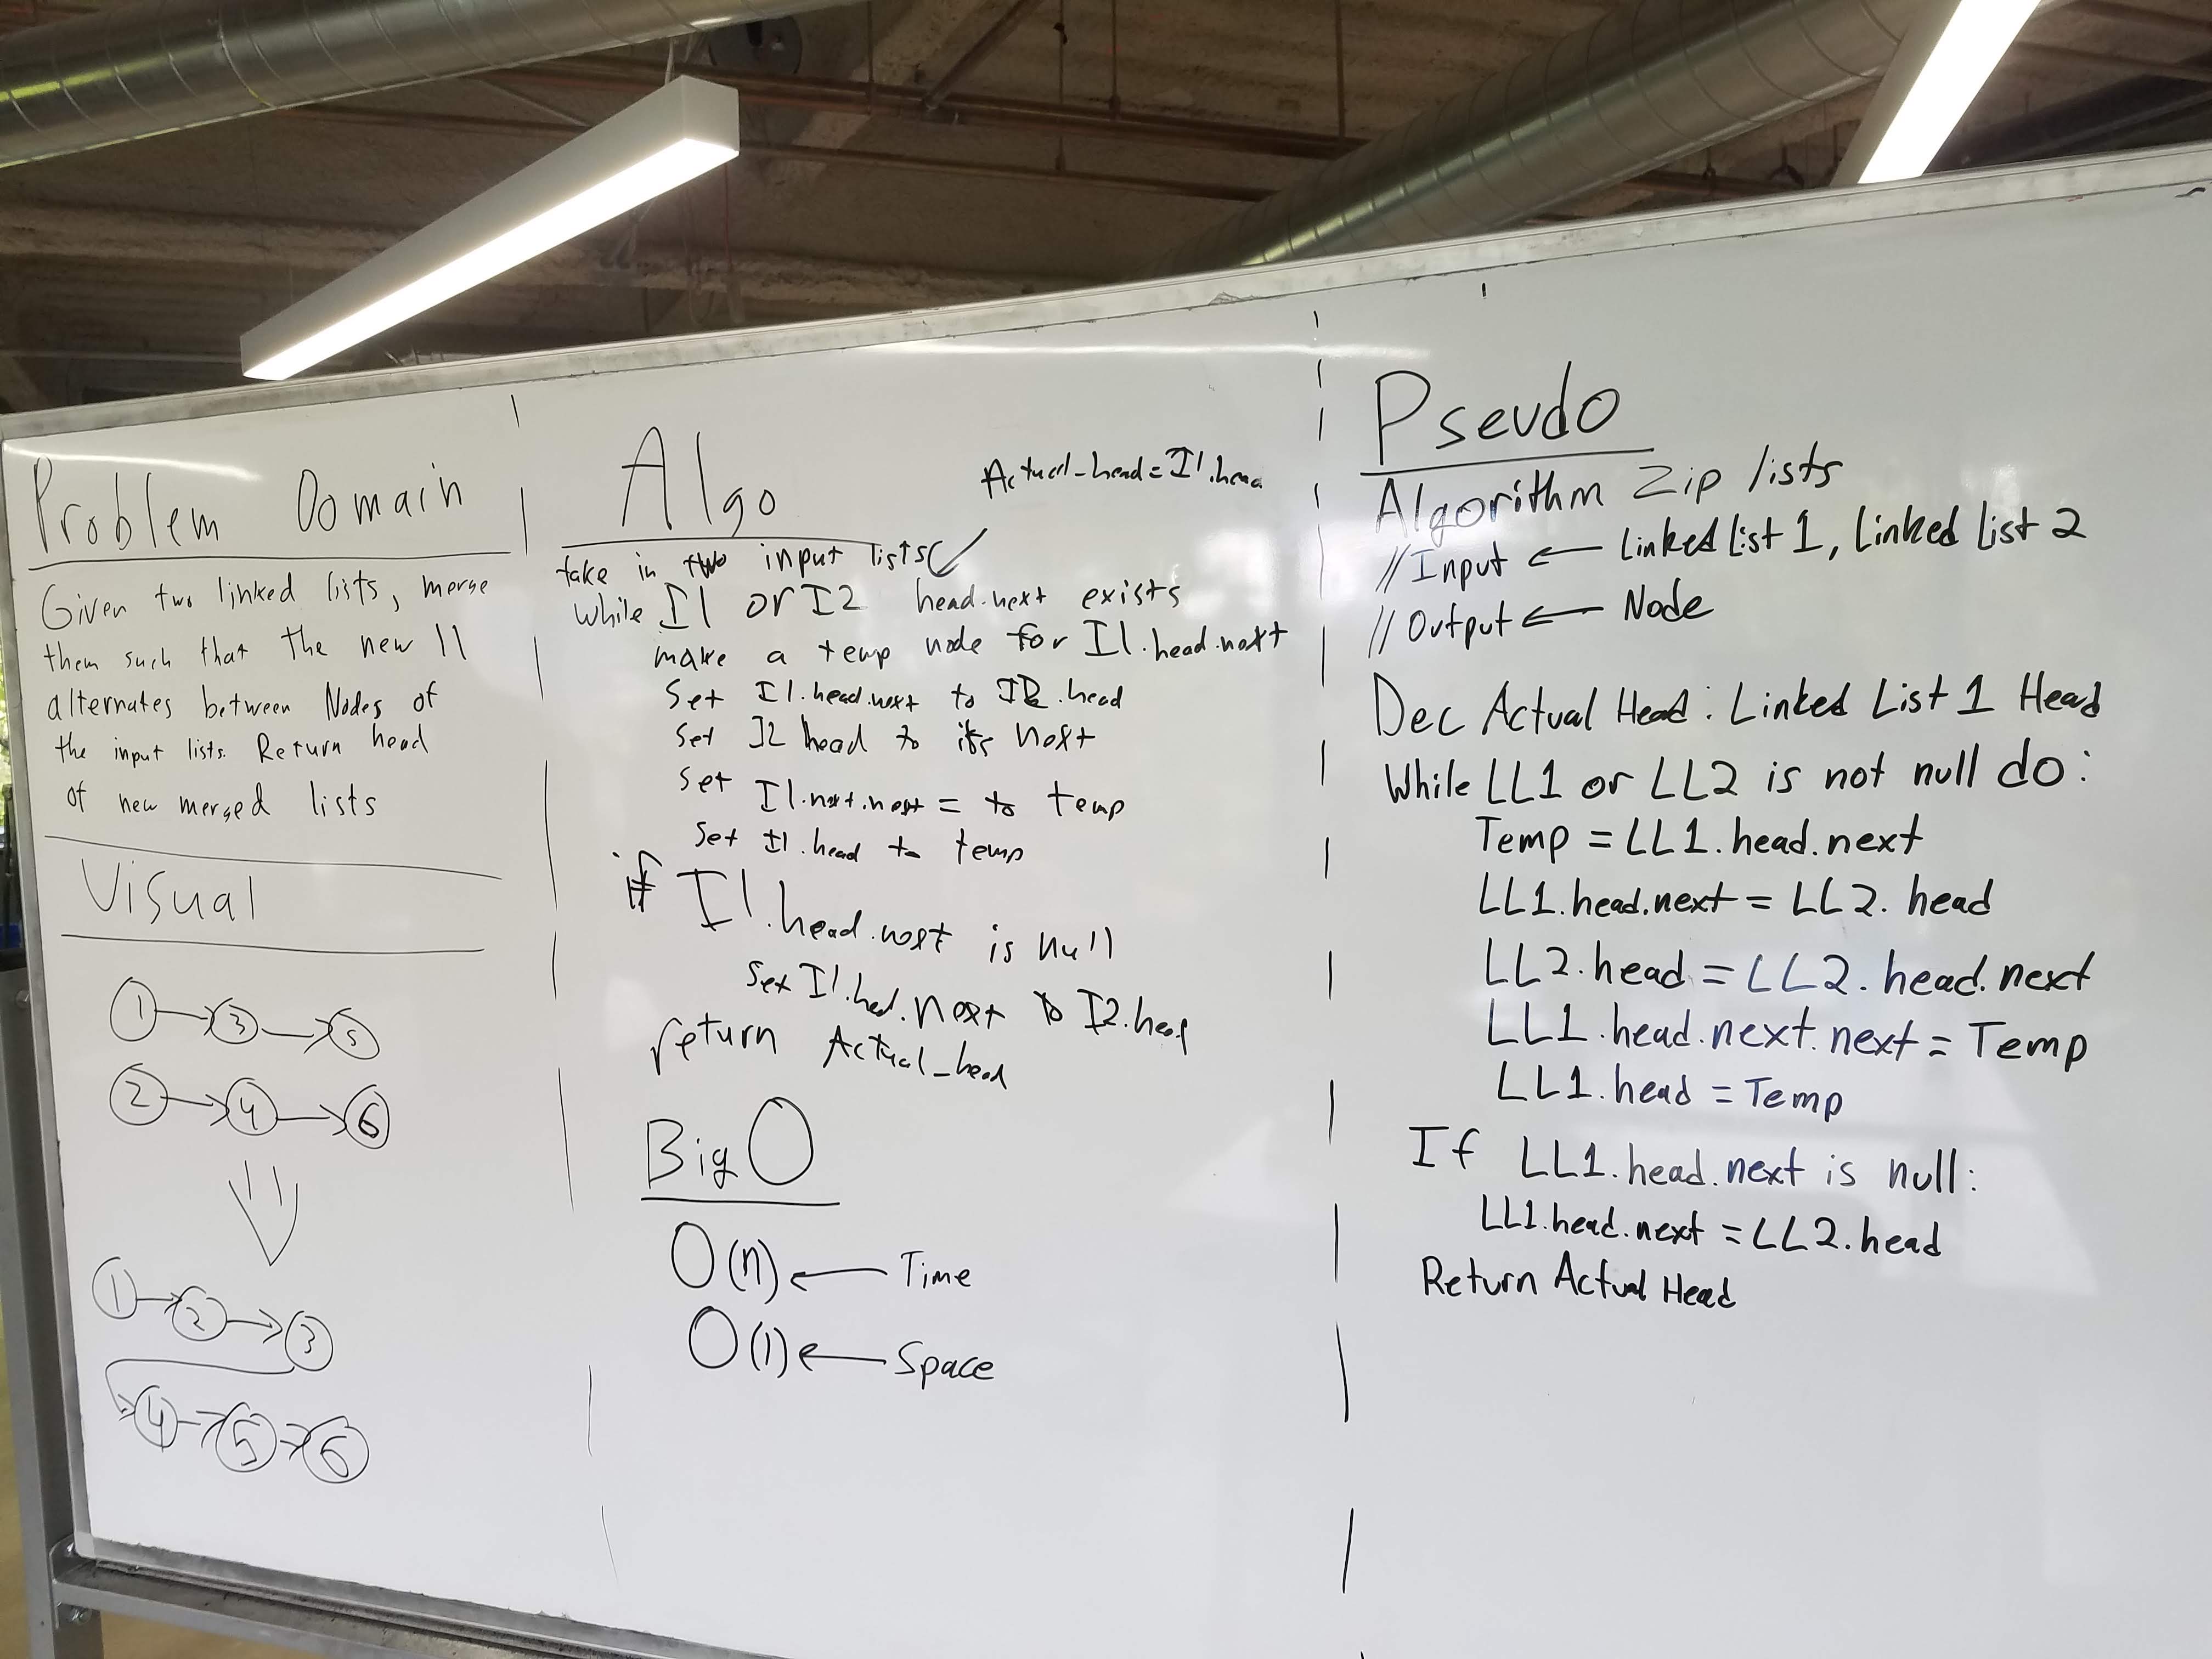 Problem Domain
Given two linked lists, merge
them such that the new ll
alternates between Nodes of
the input lists. Return head
of new merged lists
Visual
1 → 3 → 5
2 → 4 → 6
1 → 2 → 3
→ 4 → 5 → 6
Algo
Actual_head = I1.head
take in two input lists
while I1 or I2 head.next exists
make a temp node for I1.head.next
Set I1.head.next to I2.head
Set I2 head to its next
Set I1.next.next = to temp
Set I1.head to temp
if I1.head.next is null
Set I1.hed.next to I2.head
return Actual_head
Big O
O(n) ← Time
O(1) ← Space
Pseudo
Algorithm Zip lists
// Input ← Linked List 1, Linked List 2
// Output ← Node
Dec Actual Head : Linked List 1 Head
While LL1 or LL2 is not null do :
Temp = LL1.head.next
LL1.head.next = LL2.head
LL2.head = LL2.head.next
LL1.head.next.next = Temp
LL1.head = Temp
If LL1.head.next is null:
LL1.head.next = LL2.head
Return Actual Head